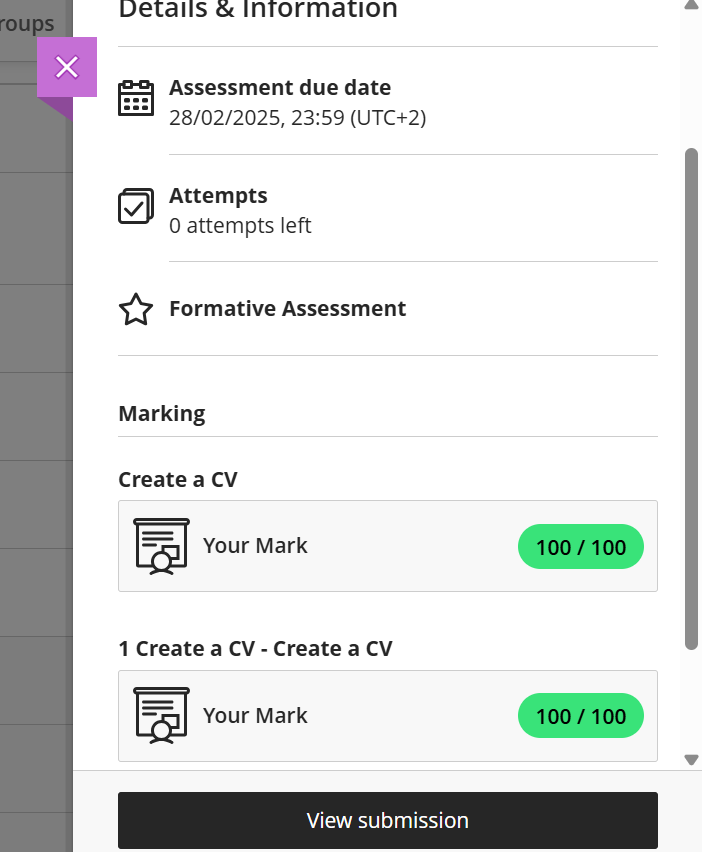 roups
Details & Information
Assessment due date
28/02/2025, 23:59 (UTC+2)
Attempts
0 attempts left
Formative Assessment
Marking
Create a CV
Your Mark
100 / 100
1 Create a CV - Create a CV
Your Mark
100 / 100
View submission